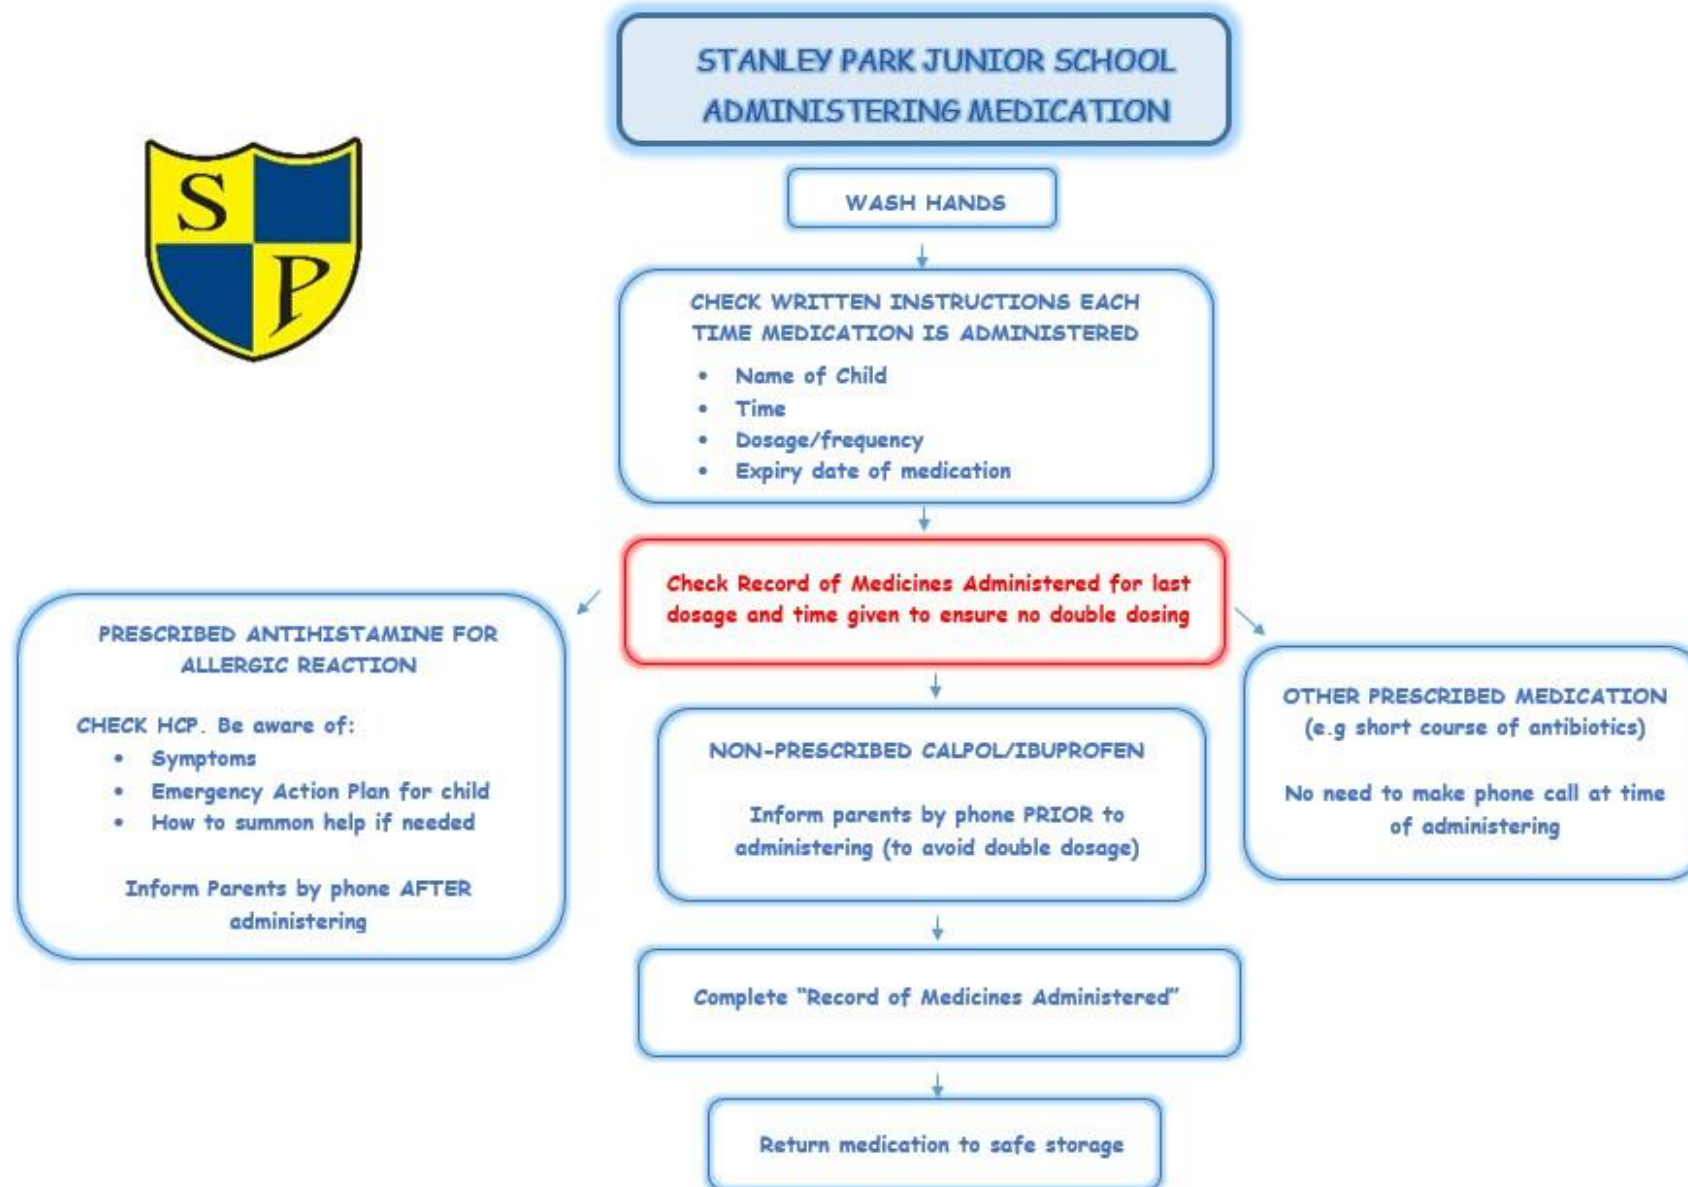 STANLEY PARK JUNIOR SCHOOL
ADMINISTERING MEDICATION
S
P
WASH HANDS
CHECK WRITTEN INSTRUCTIONS EACH
TIME MEDICATION IS ADMINISTERED
• Name of Child
• Time
• Dosage/frequency
• Expiry date of medication
Check Record of Medicines Administered for last
dosage and time given to ensure no double dosing
PRESCRIBED ANTIHISTAMINE FOR
ALLERGIC REACTION
CHECK HCP. Be aware of:
• Symptoms
• Emergency Action Plan for child
• How to summon help if needed
Inform Parents by phone AFTER
administering
NON-PRESCRIBED CALPOL/IBUPROFEN
Inform parents by phone PRIOR to
administering (to avoid double dosage)
OTHER PRESCRIBED MEDICATION
(e.g short course of antibiotics)
No need to make phone call at time
of administering
Complete “Record of Medicines Administered”
Return medication to safe storage